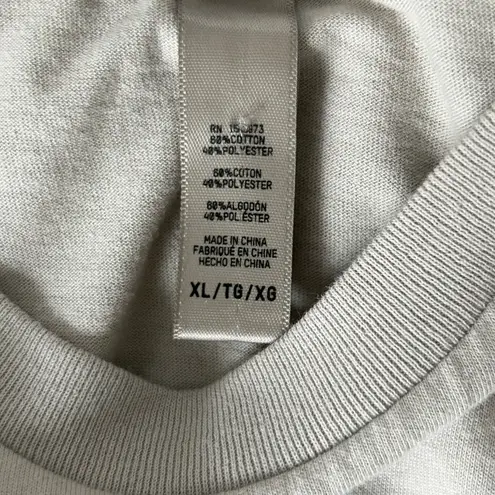 RN
60%COTTON
40%POLYESTER
60%COTON
40%POLYESTER
60%ALGODÓN
40%POLIÉSTER
MADE IN CHINA
FABRIQUÉ EN CHINE
HECHO EN CHINA
XL/TG/XG